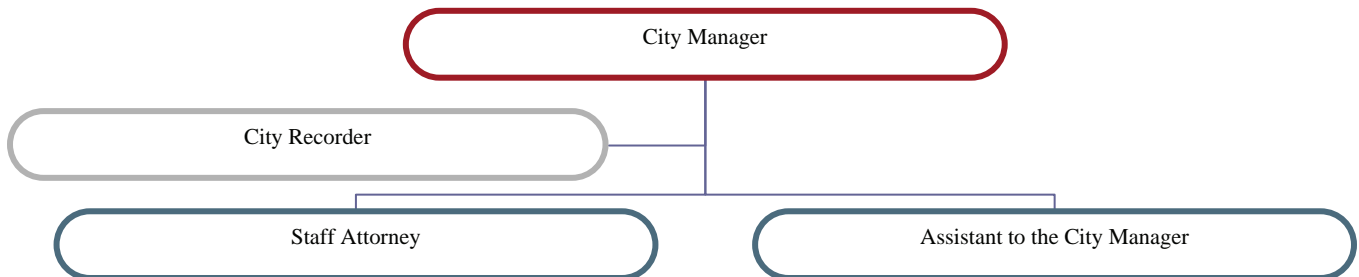 City Manager
City Recorder
Staff Attorney
Assistant to the City Manager